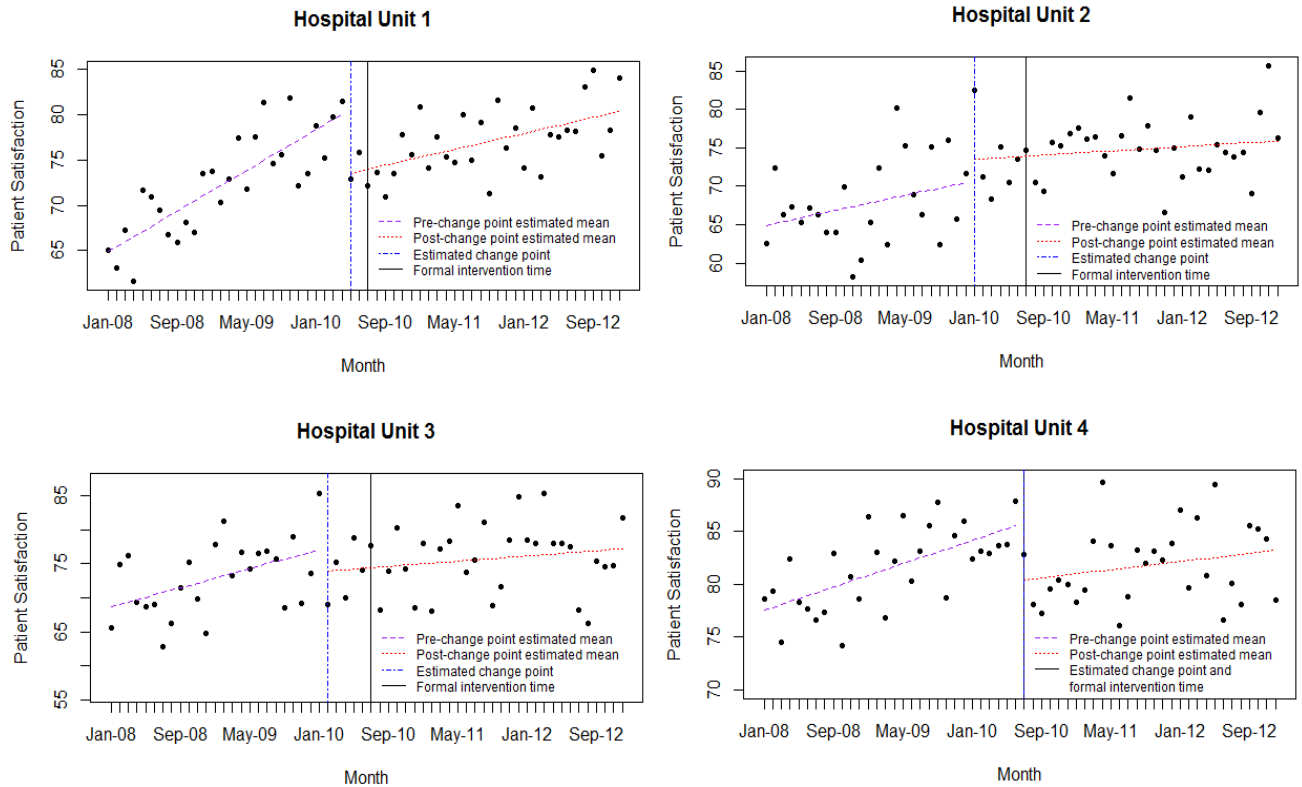 Hospital Unit 1
Patient Satisfaction
85
80
75
70
65
Pre-change point estimated mean
Post-change point estimated mean
Estimated change point
Formal intervention time
Jan-08 Sep-08 May-09 Jan-10 Sep-10 May-11 Jan-12 Sep-12
Month
Hospital Unit 2
Patient Satisfaction
85
80
75
70
65
60
Pre-change point estimated mean
Post-change point estimated mean
Estimated change point
Formal intervention time
Jan-08 Sep-08 May-09 Jan-10 Sep-10 May-11 Jan-12 Sep-12
Month
Hospital Unit 3
Patient Satisfaction
85
75
65
55
Pre-change point estimated mean
Post-change point estimated mean
Estimated change point
Formal intervention time
Jan-08 Sep-08 May-09 Jan-10 Sep-10 May-11 Jan-12 Sep-12
Month
Hospital Unit 4
Patient Satisfaction
90
85
80
75
70
Pre-change point estimated mean
Post-change point estimated mean
Estimated change point and
formal intervention time
Jan-08 Sep-08 May-09 Jan-10 Sep-10 May-11 Jan-12 Sep-12
Month